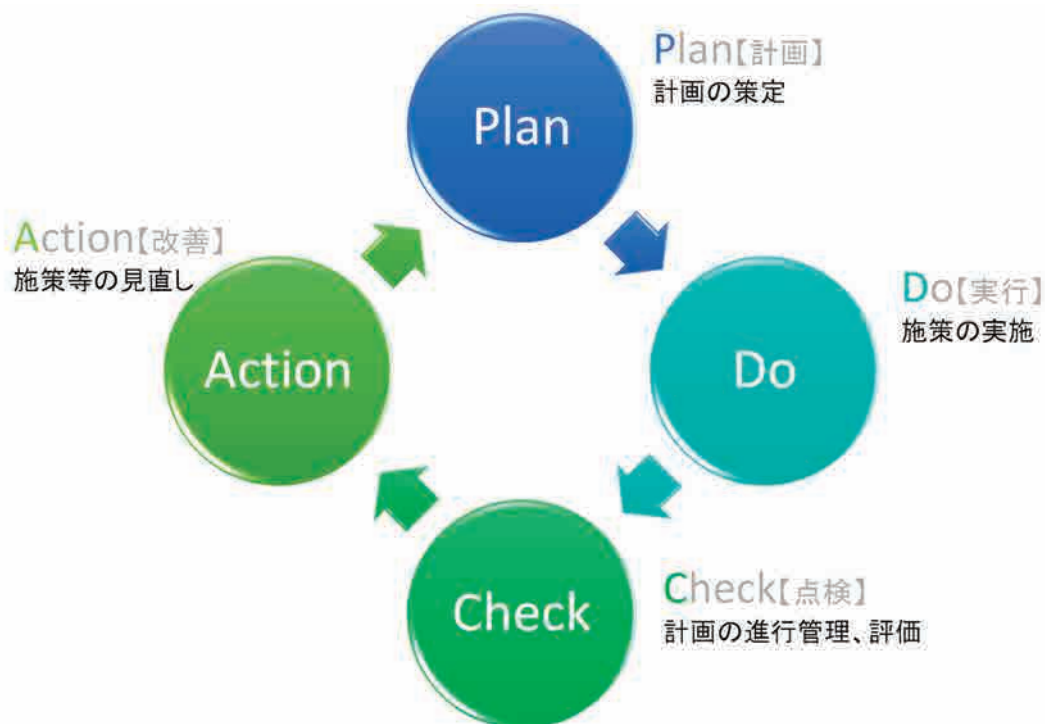 Plan
Plan【計画】
計画の策定
Action【改善】
施策等の見直し
Action
Do
Do【実行】
施策の実施
Check
Check【点検】
計画の進行管理、評価